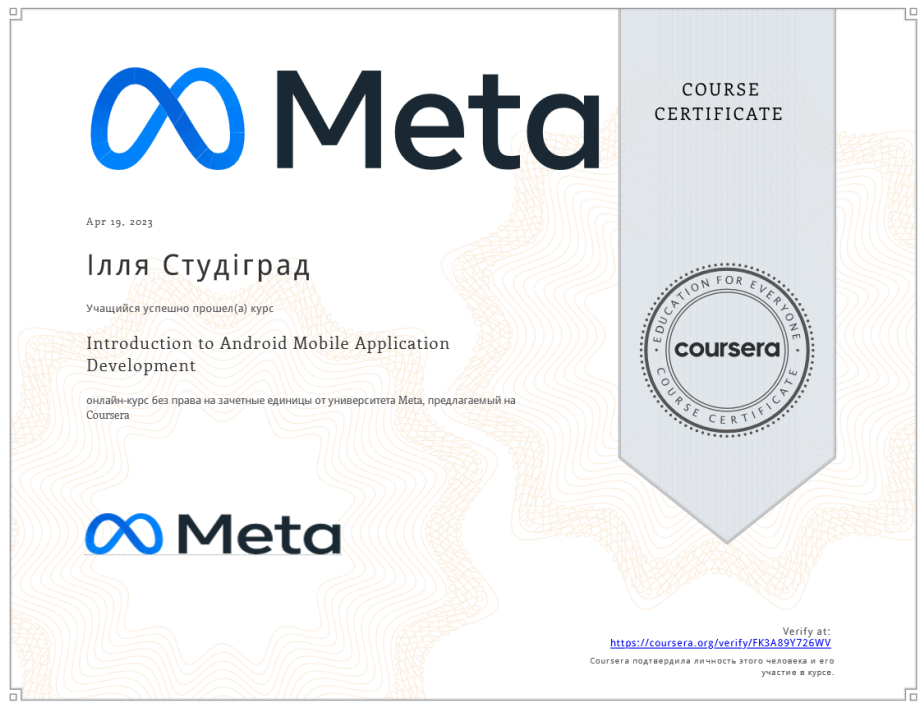 Meta
COURSE
CERTIFICATE
Apr 19, 2023
Ілля Студіград
Учащийся успешно прошел(а) курс
Introduction to Android Mobile Application
Development
онлайн-курс без права на зачетные единицы от университета Meta, предлагаемый на
Coursera
EDUCATION FOR EVERYONE
coursera
COURSE CERTIFICATE
Meta
Verify at:
https://coursera.org/verify/FK3A89Y726WV
Coursera подтвердила личность этого человека и его
участие в курсе.